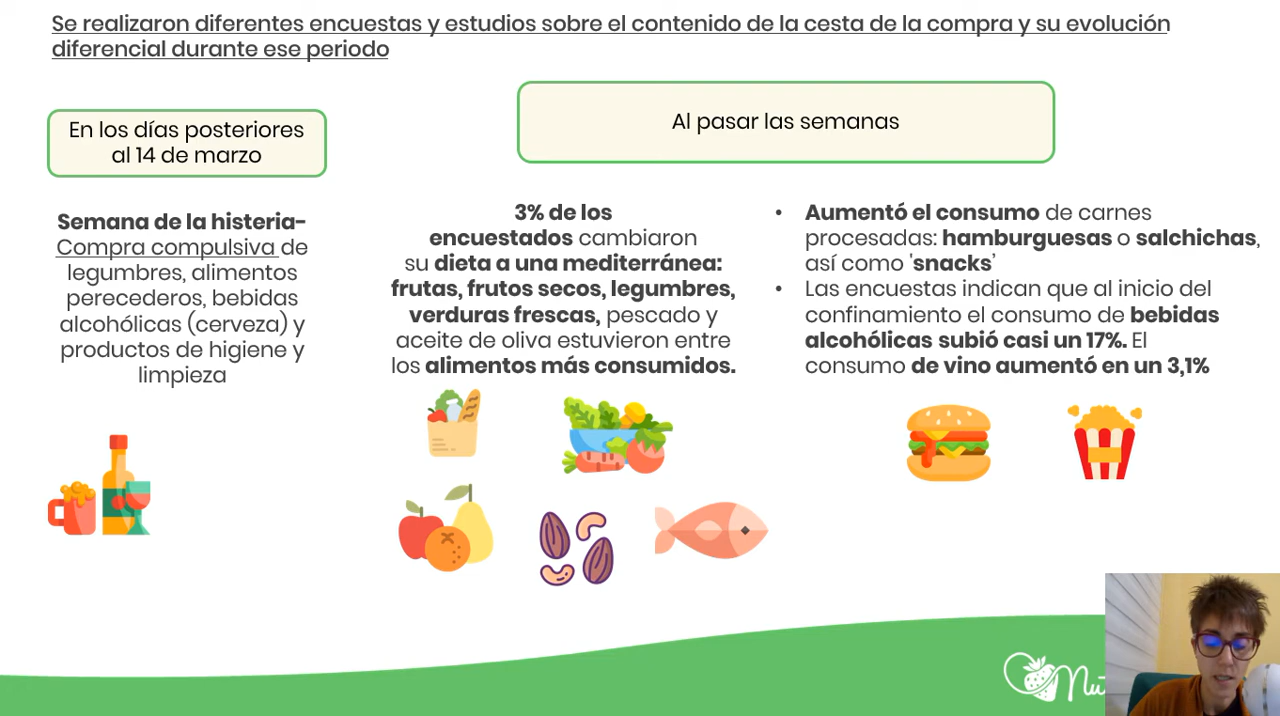 Se realizaron diferentes encuestas y estudios sobre el contenido de la cesta de la compra y su evolución
diferencial durante ese periodo
En los días posteriores
al 14 de marzo
Semana de la histeria-
Compra compulsiva de
legumbres, alimentos
perecederos, bebidas
alcohólicas (cerveza) y
productos de higiene y
limpieza
Al pasar las semanas
3% de los
encuestados cambiaron
su dieta a una mediterránea:
frutas, frutos secos, legumbres,
verduras frescas, pescado y
aceite de oliva estuvieron entre
los alimentos más consumidos.
• Aumentó el consumo de carnes
procesadas: hamburguesas o salchichas,
así como 'snacks'
• Las encuestas indican que al inicio del
confinamiento el consumo de bebidas
alcohólicas subió casi un 17%. El
consumo de vino aumentó en un 3,1%